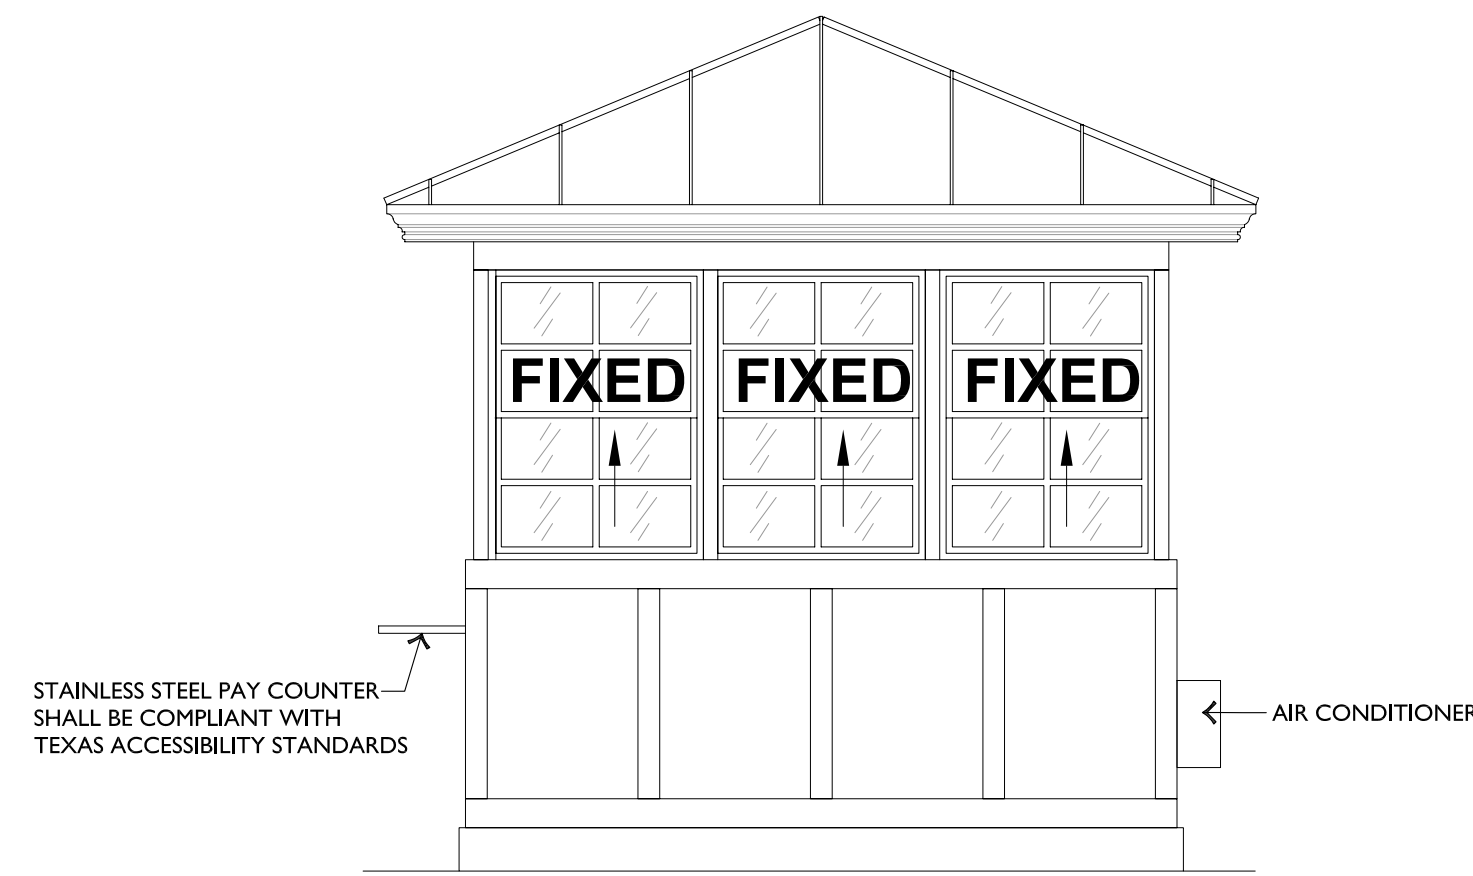 FIXED FIXED FIXED
STAINLESS STEEL PAY COUNTER
SHALL BE COMPLIANT WITH
TEXAS ACCESSIBILITY STANDARDS
AIR CONDITIONER